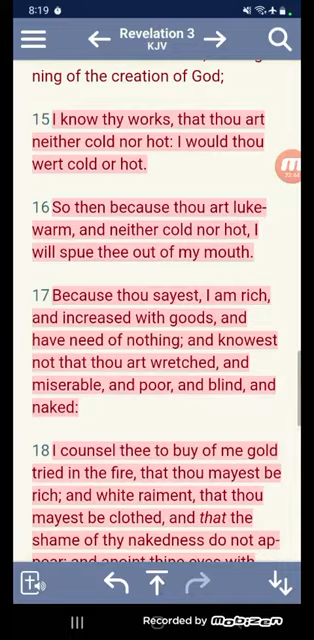 8:19
Revelation 3
KJV
ning of the creation of God;
15 I know thy works, that thou art
neither cold nor hot: I would thou
wert cold or hot.
16 So then because thou art luke-
warm, and neither cold nor hot, I
will spue thee out of my mouth.
17 Because thou sayest, I am rich,
and increased with goods, and
have need of nothing; and knowest
not that thou art wretched, and
miserable, and poor, and blind, and
naked:
18 I counsel thee to buy of me gold
tried in the fire, that thou mayest be
rich; and white raiment, that thou
mayest be clothed, and that the
shame of thy nakedness do not ap-
pear; and anoint thine eyes with
Recorded by mobizen